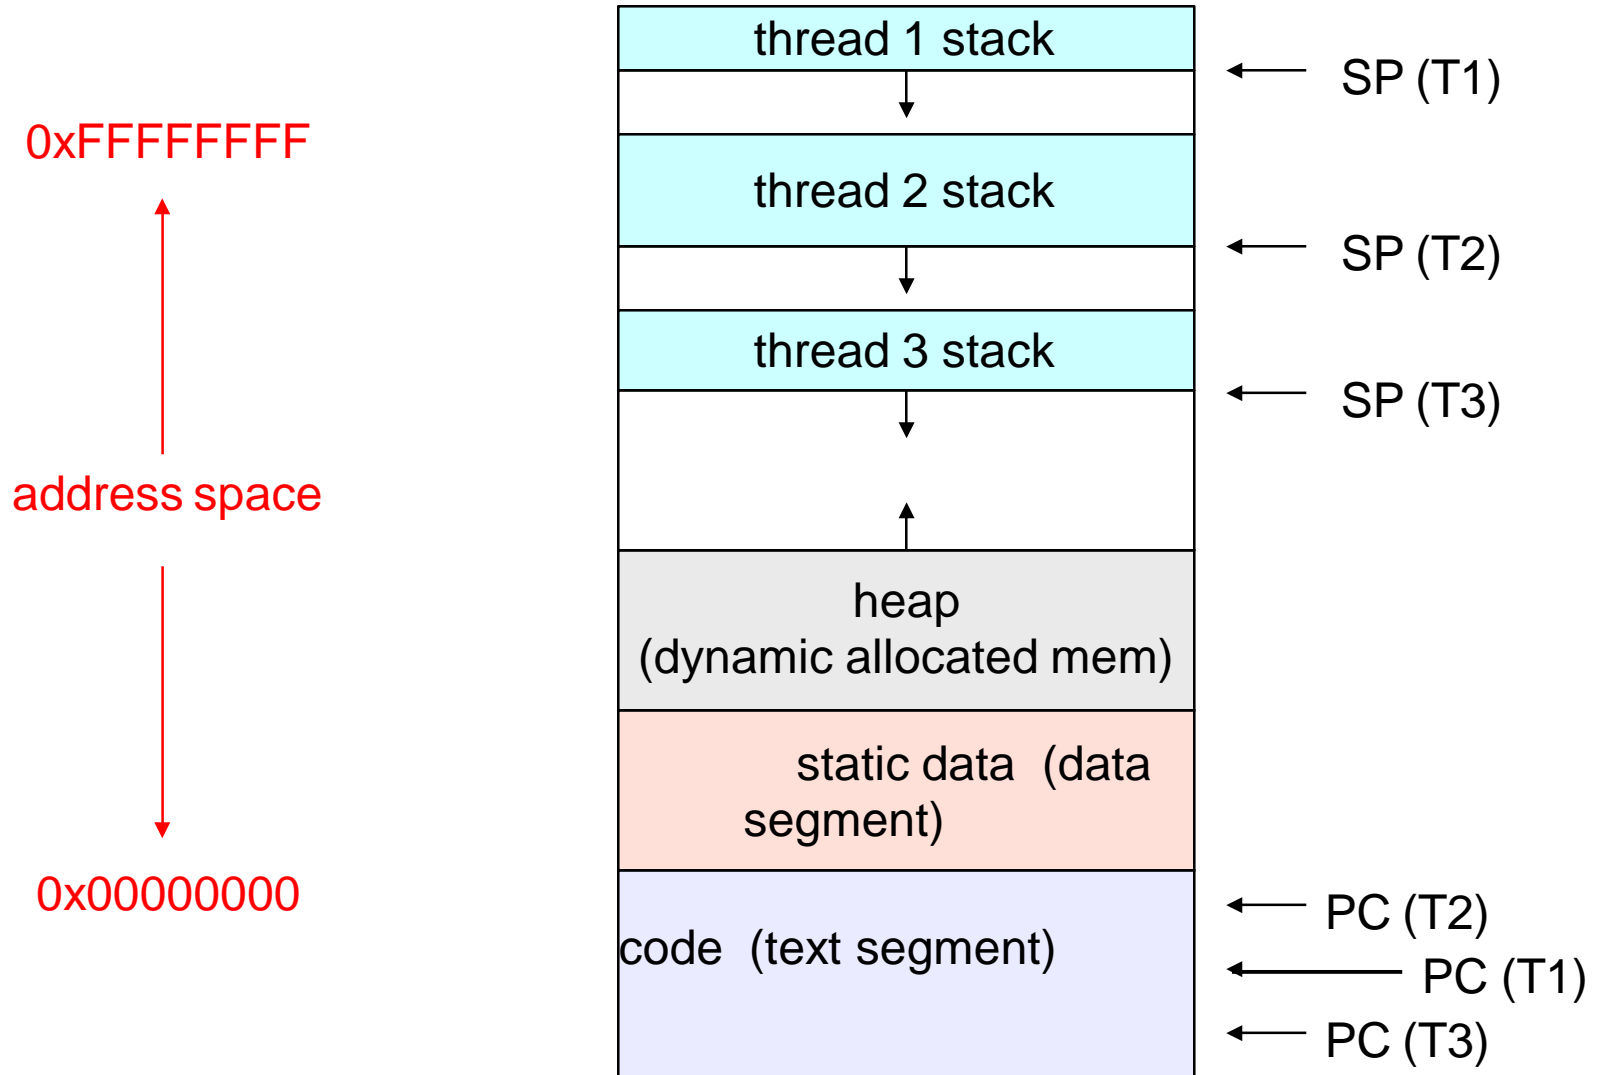 thread 1 stack
SP (T1)
0xFFFFFFFF
thread 2 stack
SP (T2)
thread 3 stack
SP (T3)
address space
heap
(dynamic allocated mem)
static data (data
segment)
0x00000000
PC (T2)
code (text segment)
PC (T1)
PC (T3)